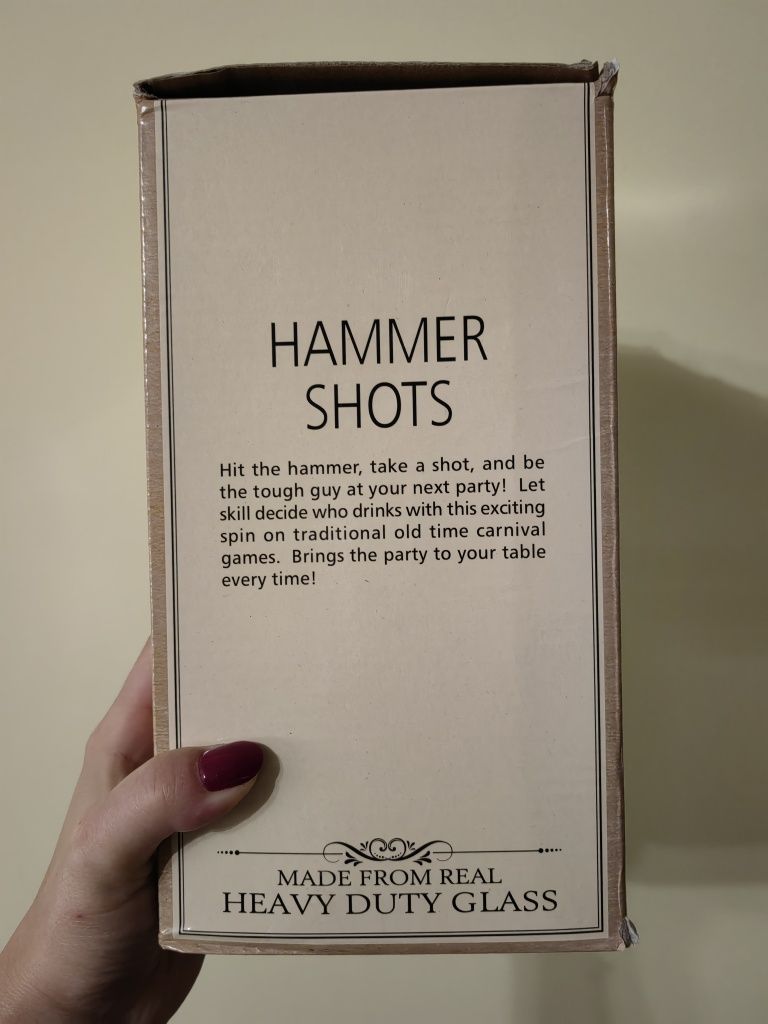 HAMMER
SHOTS
Hit the hammer, take a shot, and be
the tough guy at your next party! Let
skill decide who drinks with this exciting
spin on traditional old time carnival
games. Brings the party to your table
every time!
MADE FROM REAL
HEAVY DUTY GLASS